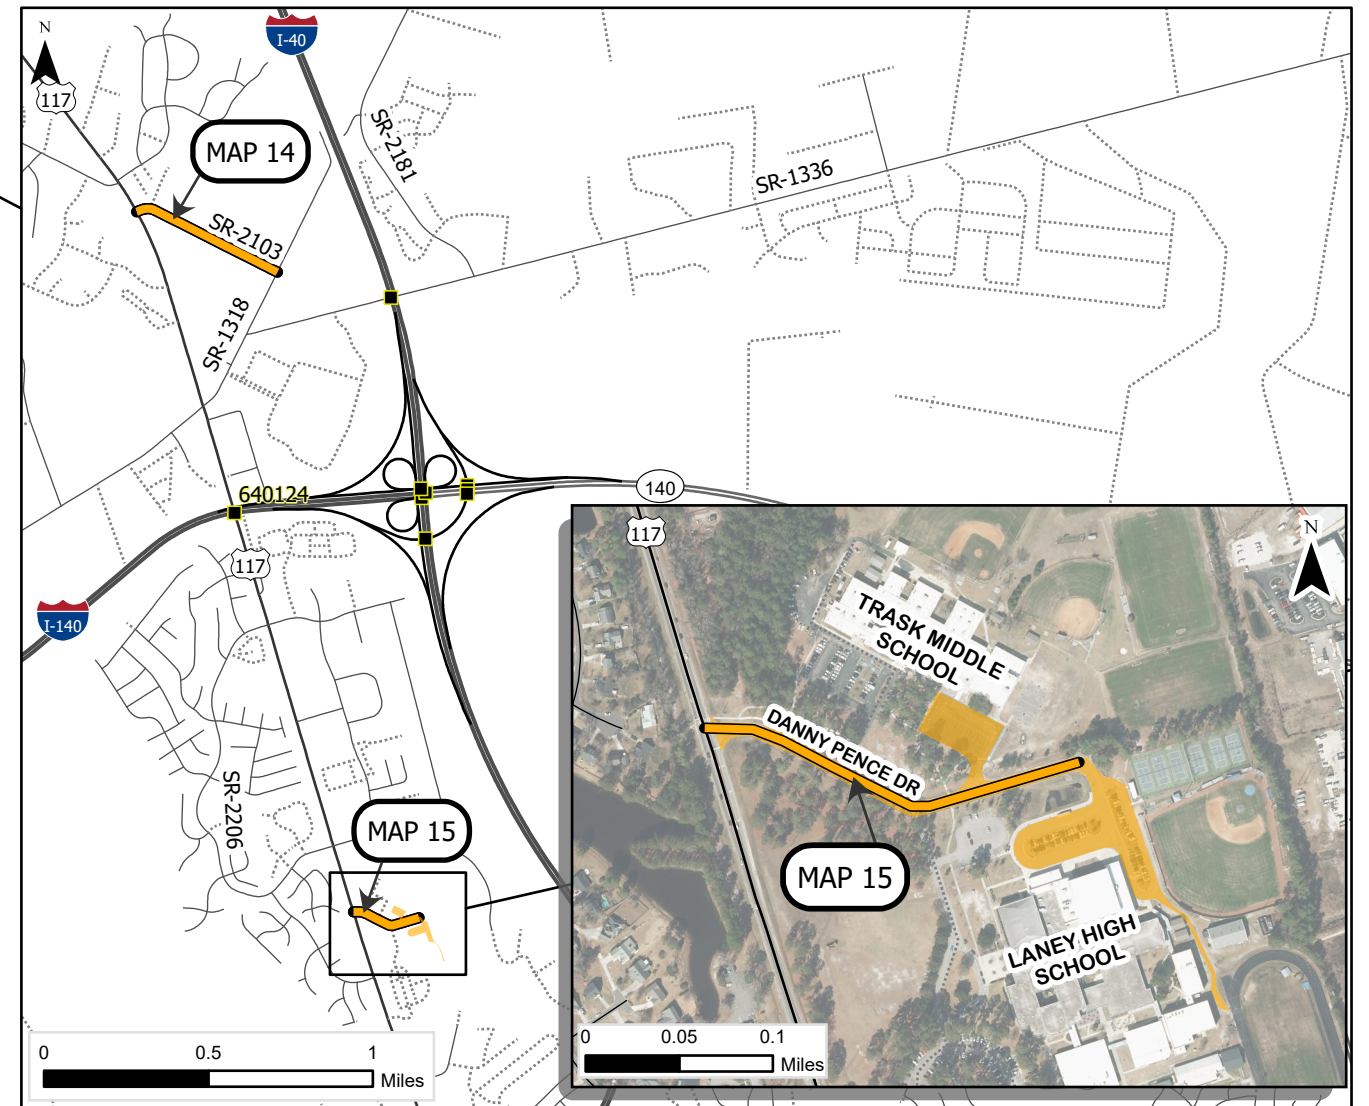 N
I-40
117
MAP 14
SR-2181
SR-1336
SR-2103
SR-1318
640124
140
117
I-140
SR-2206
MAP 15
0 0.5 1
Miles
N
117
TRASK MIDDLE
SCHOOL
DANNY PENCE DR
MAP 15
LANEY HIGH
SCHOOL
0 0.05 0.1
Miles